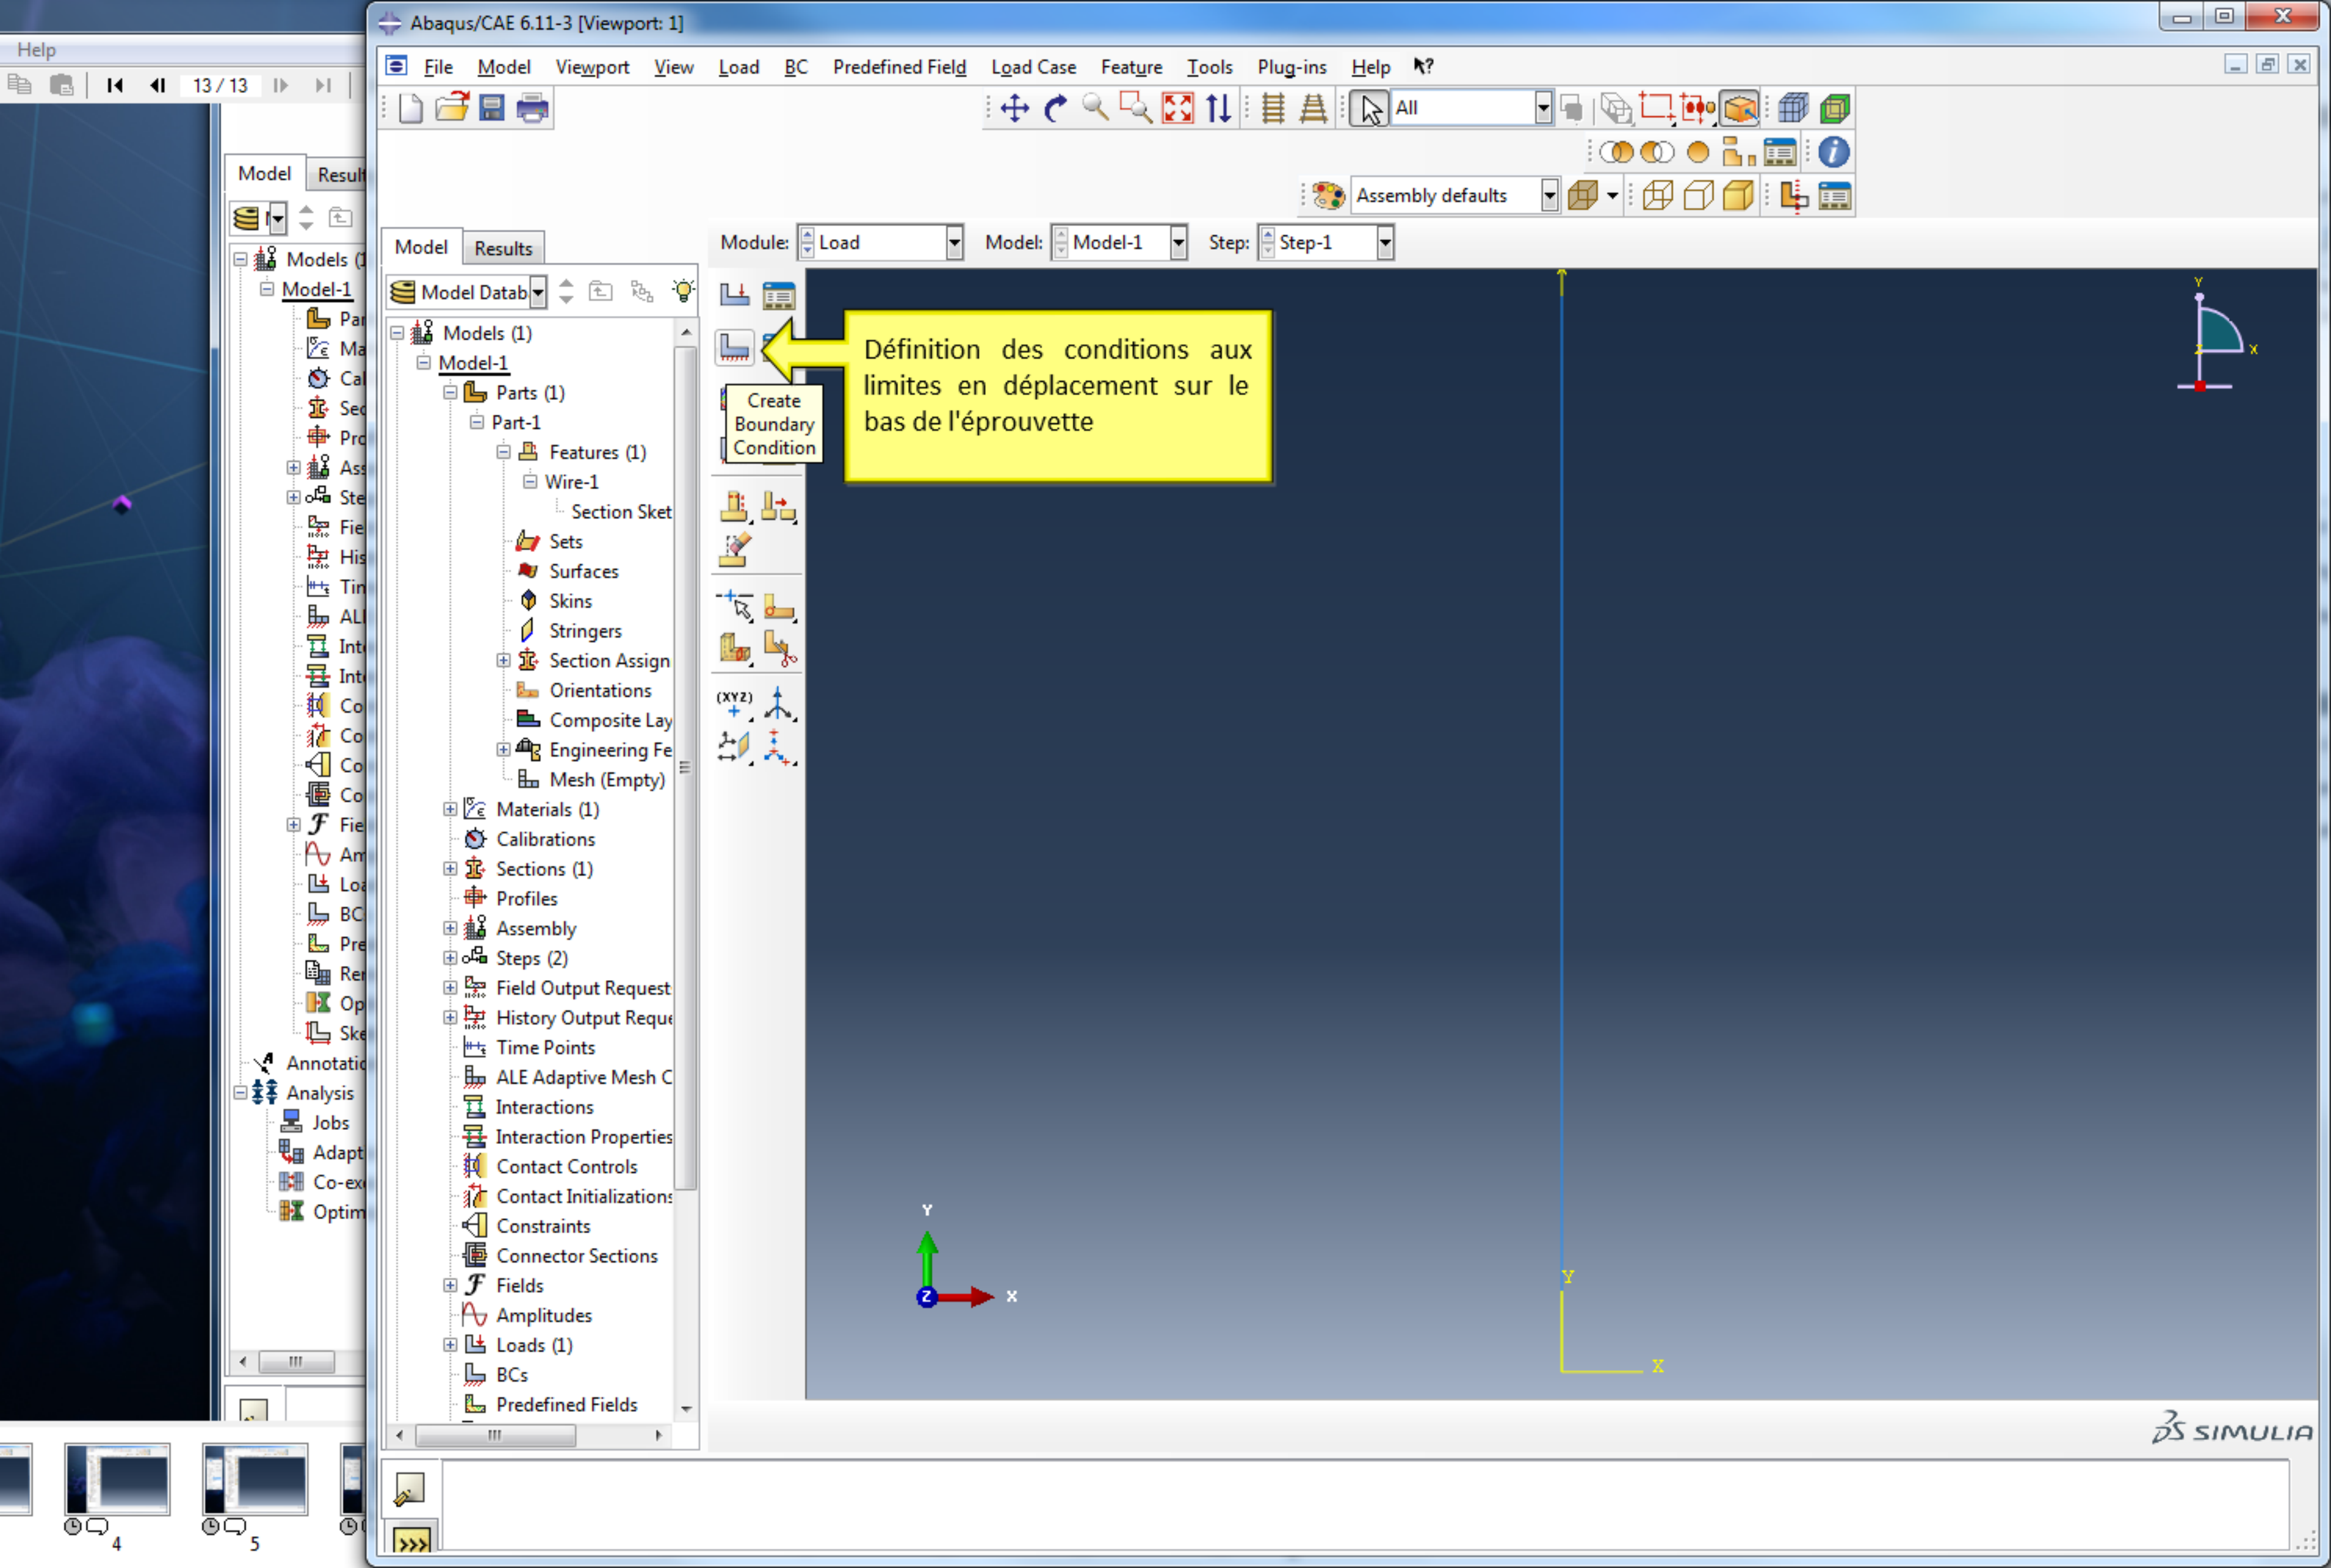 Abaqus/CAE 6.11-3 [Viewport: 1]
Help
File Model Viewport View Load BC Predefined Field Load Case Feature Tools Plug-ins Help
13 / 13
All
Assembly defaults
Model
Model Results
Module: Load Model: Model-1 Step: Step-1
Model Datab
Models
Model-1
Annotatio
Analysis
Jobs
Adapt
Co-ex
Optim
Models (1)
Model-1
Parts (1)
Part-1
Features (1)
Wire-1
Section Sket
Sets
Surfaces
Skins
Stringers
Section Assign
Orientations
Composite Lay
Engineering Fe
Mesh (Empty)
Materials (1)
Calibrations
Sections (1)
Profiles
Assembly
Steps (2)
Field Output Request
History Output Reque
Time Points
ALE Adaptive Mesh C
Interactions
Interaction Properties
Contact Controls
Contact Initializations
Constraints
Connector Sections
Fields
Amplitudes
Loads (1)
BCs
Predefined Fields
Create
Boundary
Condition
Définition des conditions aux
limites en déplacement sur le
bas de l'éprouvette
(XYZ)
Y
X
Z
Y
Z
X
Y
X
SIMULIA
4
5